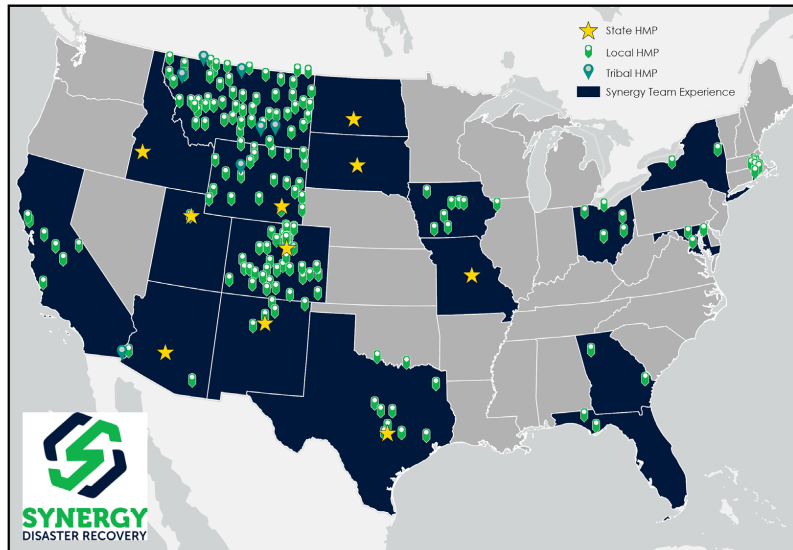 State HMP
Local HMP
Tribal HMP
Synergy Team Experience
SYNERGY
DISASTER RECOVERY